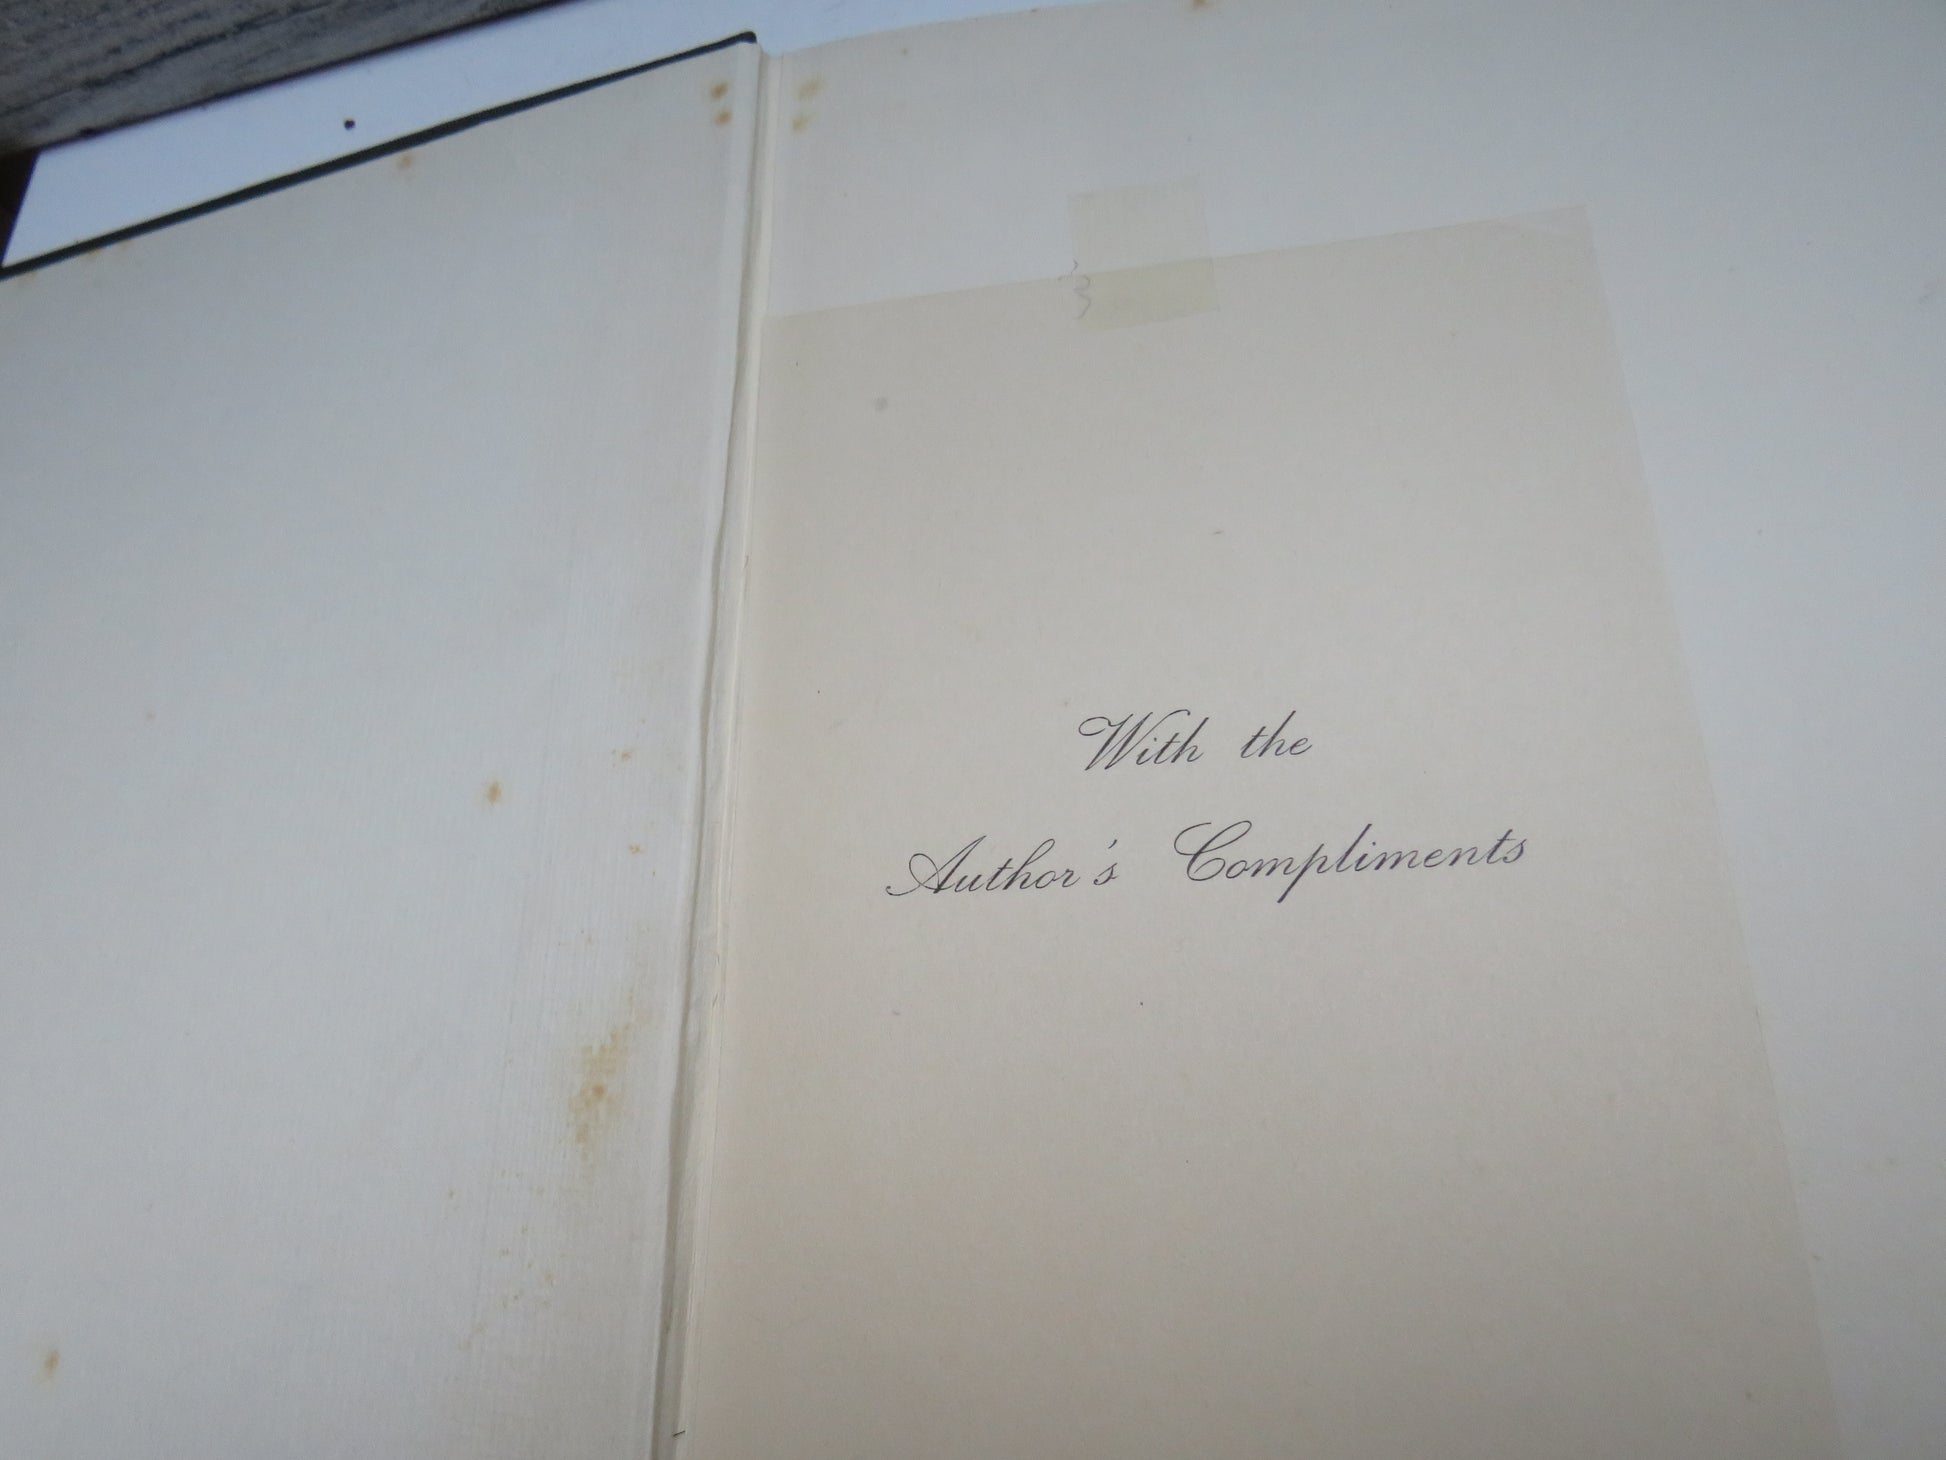 With the
Author's Compliments